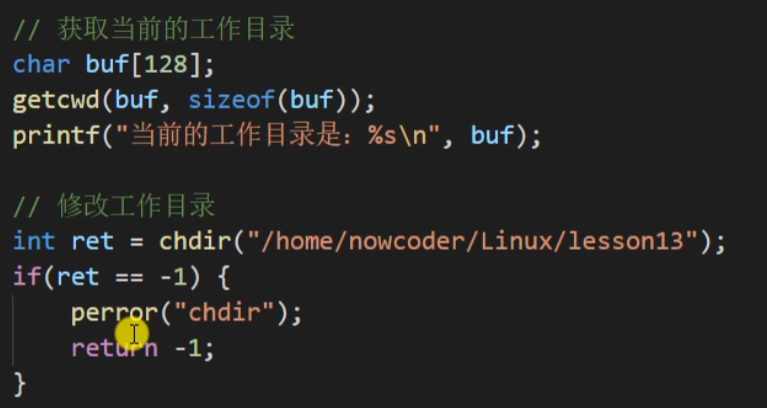 // 获取当前的工作目录
char buf[128];
getcwd(buf, sizeof(buf));
printf("当前的工作目录是：%s\n", buf);
// 修改工作目录
int ret = chdir("/home/nowcoder/Linux/lesson13");
if(ret == -1) {
perror("chdir");
return -1;
}